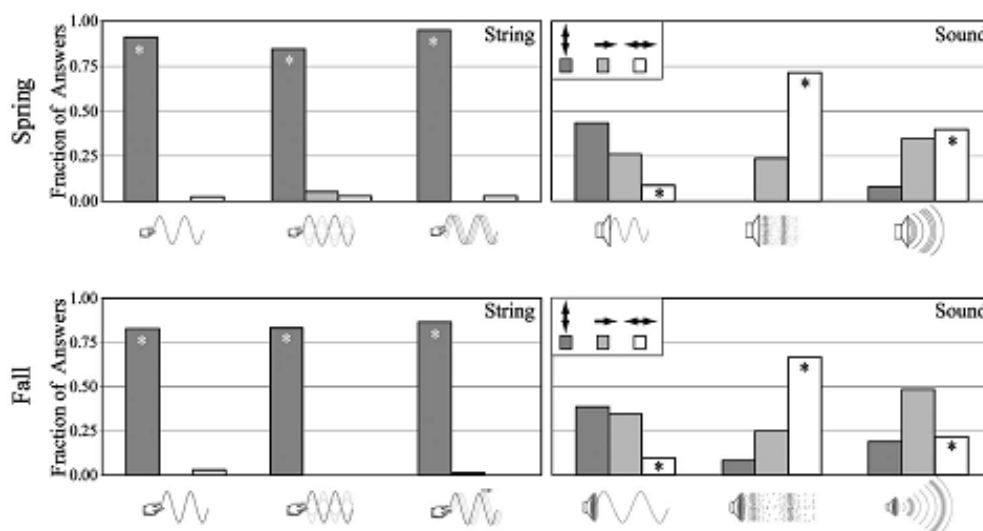 Spring
Fraction of Answers
1.00
0.75
0.50
0.25
0.00
String
Sound
Fall
Fraction of Answers
1.00
0.75
0.50
0.25
0.00
String
Sound